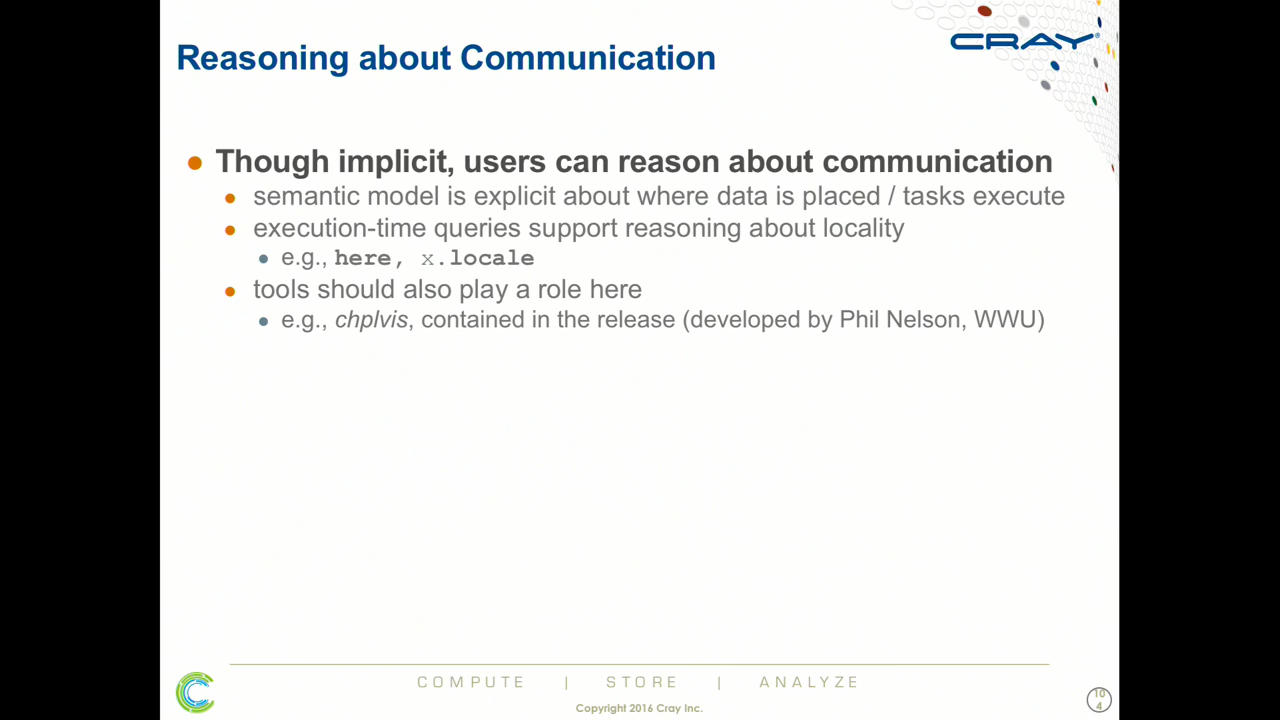 CRAY®
Reasoning about Communication
● Though implicit, users can reason about communication
● semantic model is explicit about where data is placed / tasks execute
● execution-time queries support reasoning about locality
● e.g., here, x.locale
● tools should also play a role here
● e.g., chplvis, contained in the release (developed by Phil Nelson, WWU)
COMPUTE | STORE | ANALYZE
Copyright 2016 Cray Inc.
10
4